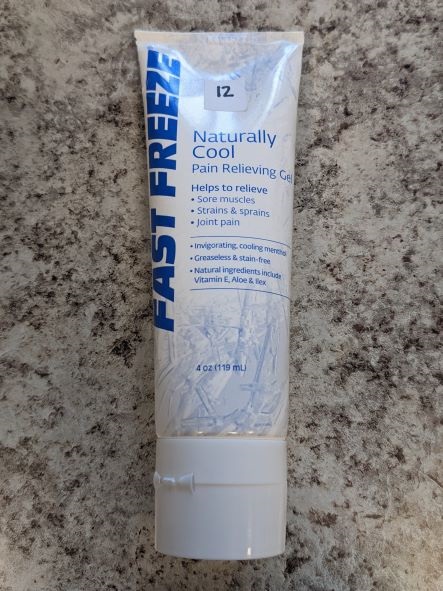 FAST FREEZE
12
Naturally
Cool
Pain Relieving Gel
Helps to relieve
• Sore muscles
• Strains & sprains
• Joint pain
• Invigorating, cooling menthol
• Greaseless & stain-free
• Natural ingredients include
Vitamin E, Aloe & Ilex
4 oz (119 mL)